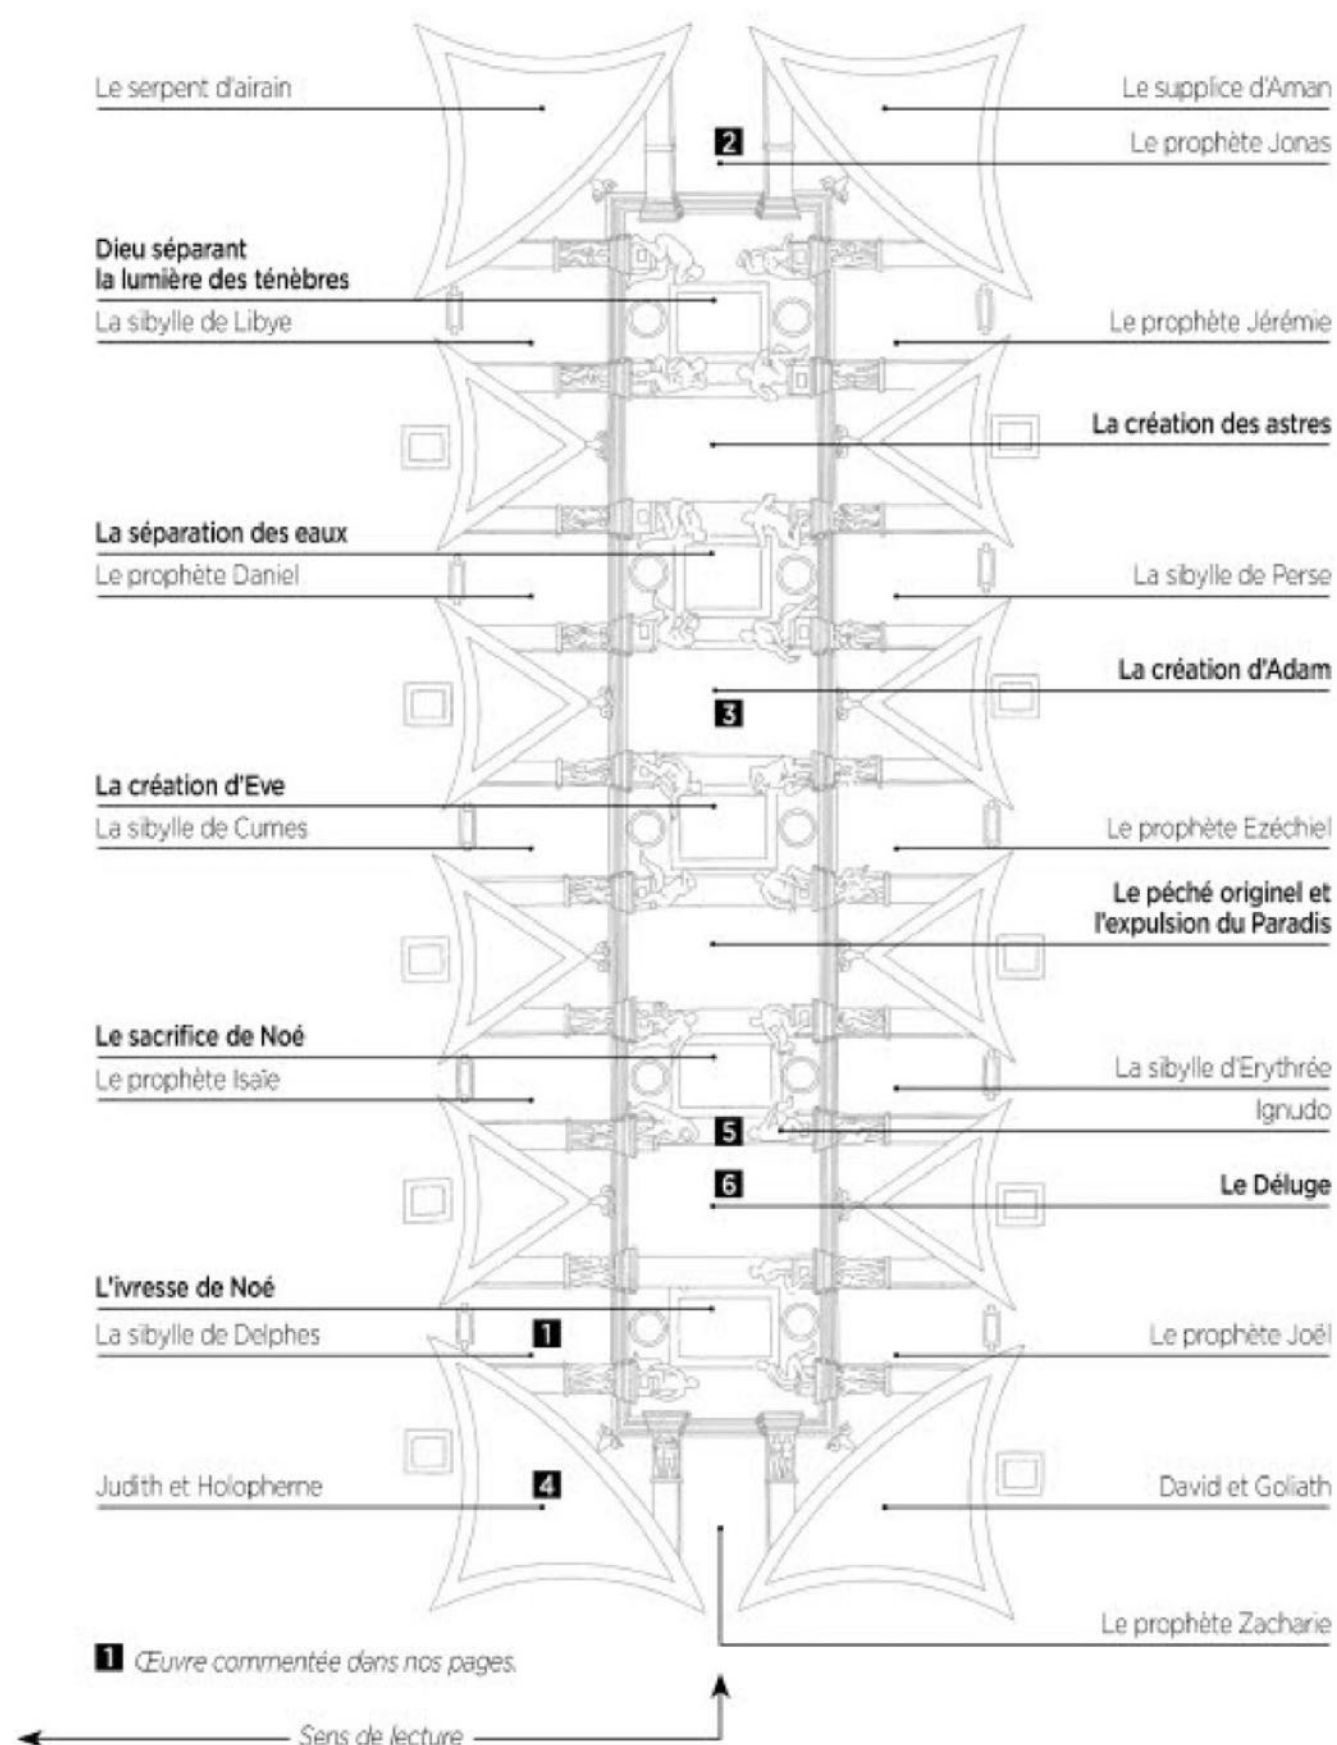 Le serpent d'airain
Le supplice d'Aman
2
Le prophète Jonas
Dieu séparant
la lumière des ténèbres
La sibylle de Libye
Le prophète Jérémie
La création des astres
La séparation des eaux
Le prophète Daniel
La sibylle de Perse
La création d'Adam
3
La création d'Eve
La sibylle de Cumes
Le prophète Ezéchiel
Le péché originel et
l'expulsion du Paradis
Le sacrifice de Noé
Le prophète Isaïe
La sibylle d'Erythrée
Ignudo
5
6
Le Déluge
L'ivresse de Noé
La sibylle de Delphes
1
Le prophète Joël
Judith et Holopherne
4
David et Goliath
Le prophète Zacharie
1 Œuvre commentée dans nos pages.
Sens de lecture